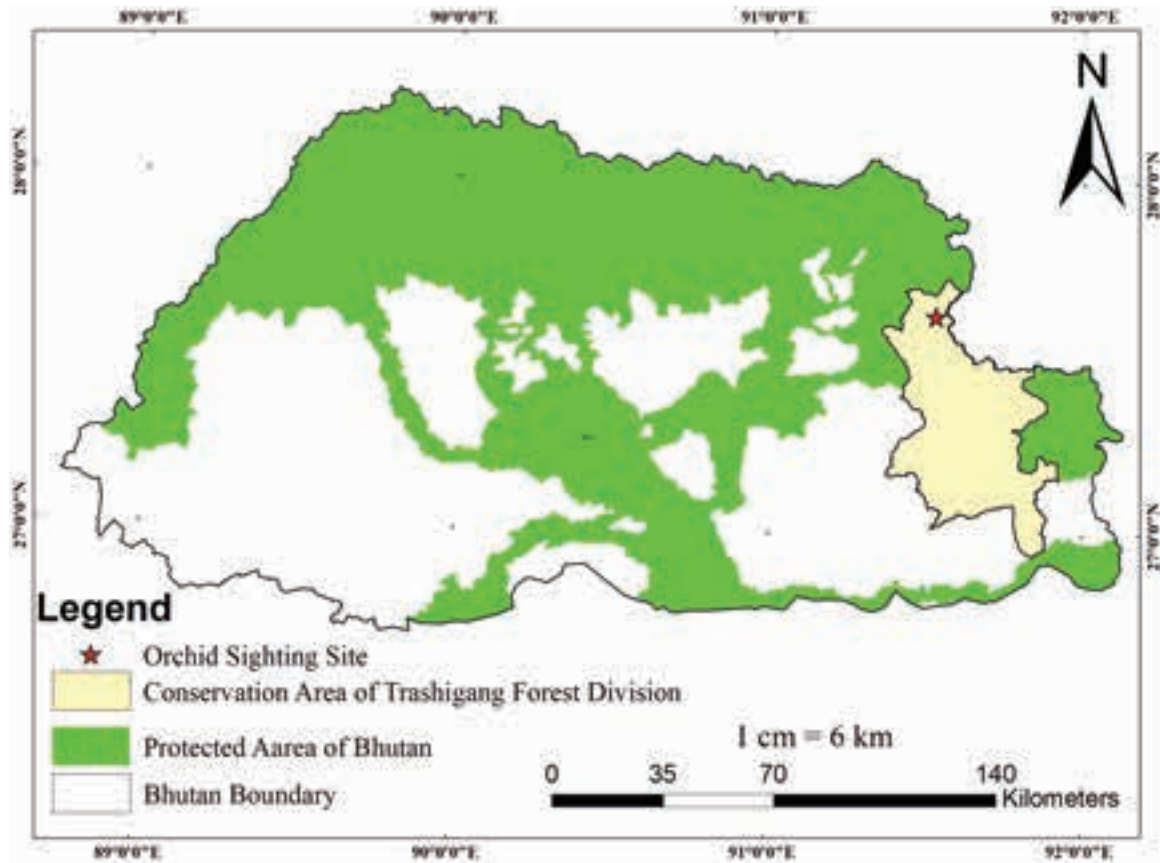 89°0'0"E 90°0'0"E 91°0'0"E 92°0'0"E
N
28°0'0"N 28°0'0"N
27°0'0"N 27°0'0"N
Legend
Orchid Sighting Site
Conservation Area of Trashigang Forest Division
Protected Aarea of Bhutan
Bhutan Boundary
1 cm = 6 km
0 35 70 140
Kilometers
89°0'0"E 90°0'0"E 91°0'0"E 92°0'0"E